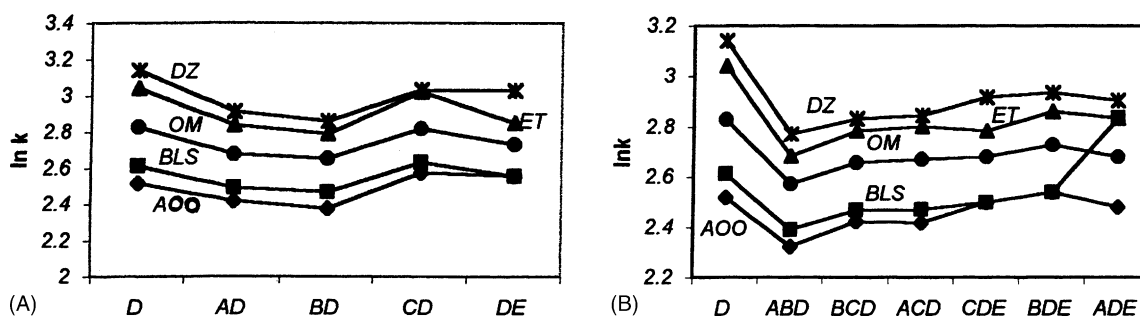 3.4
3.2
3
2.8
2.6
2.4
2.2
2
ln k
DZ
OM
ET
BLS
AOO
D AD BD CD DE
(A)
3.2
3
2.8
2.6
2.4
2.2
lnk
DZ
ET
OM
BLS
AOO
D ABD BCD ACD CDE BDE ADE
(B)